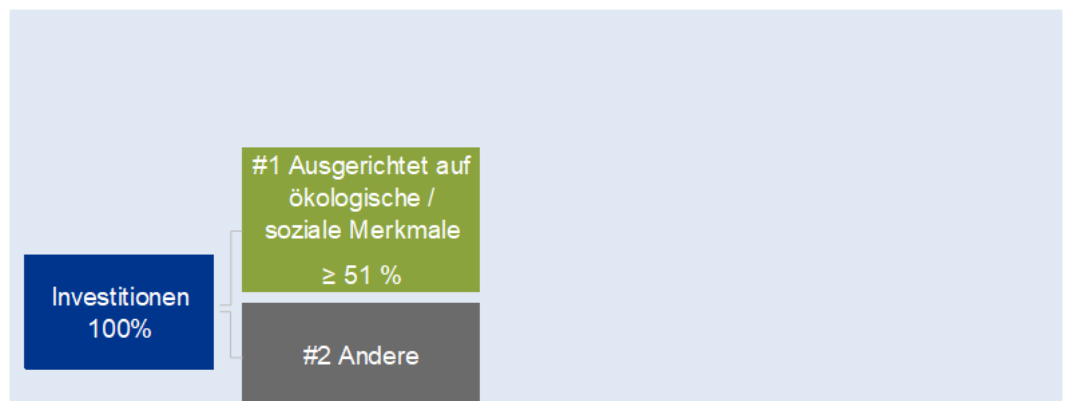 #1 Ausgerichtet auf
ökologische /
soziale Merkmale
≥ 51 %
Investitionen
100%
#2 Andere